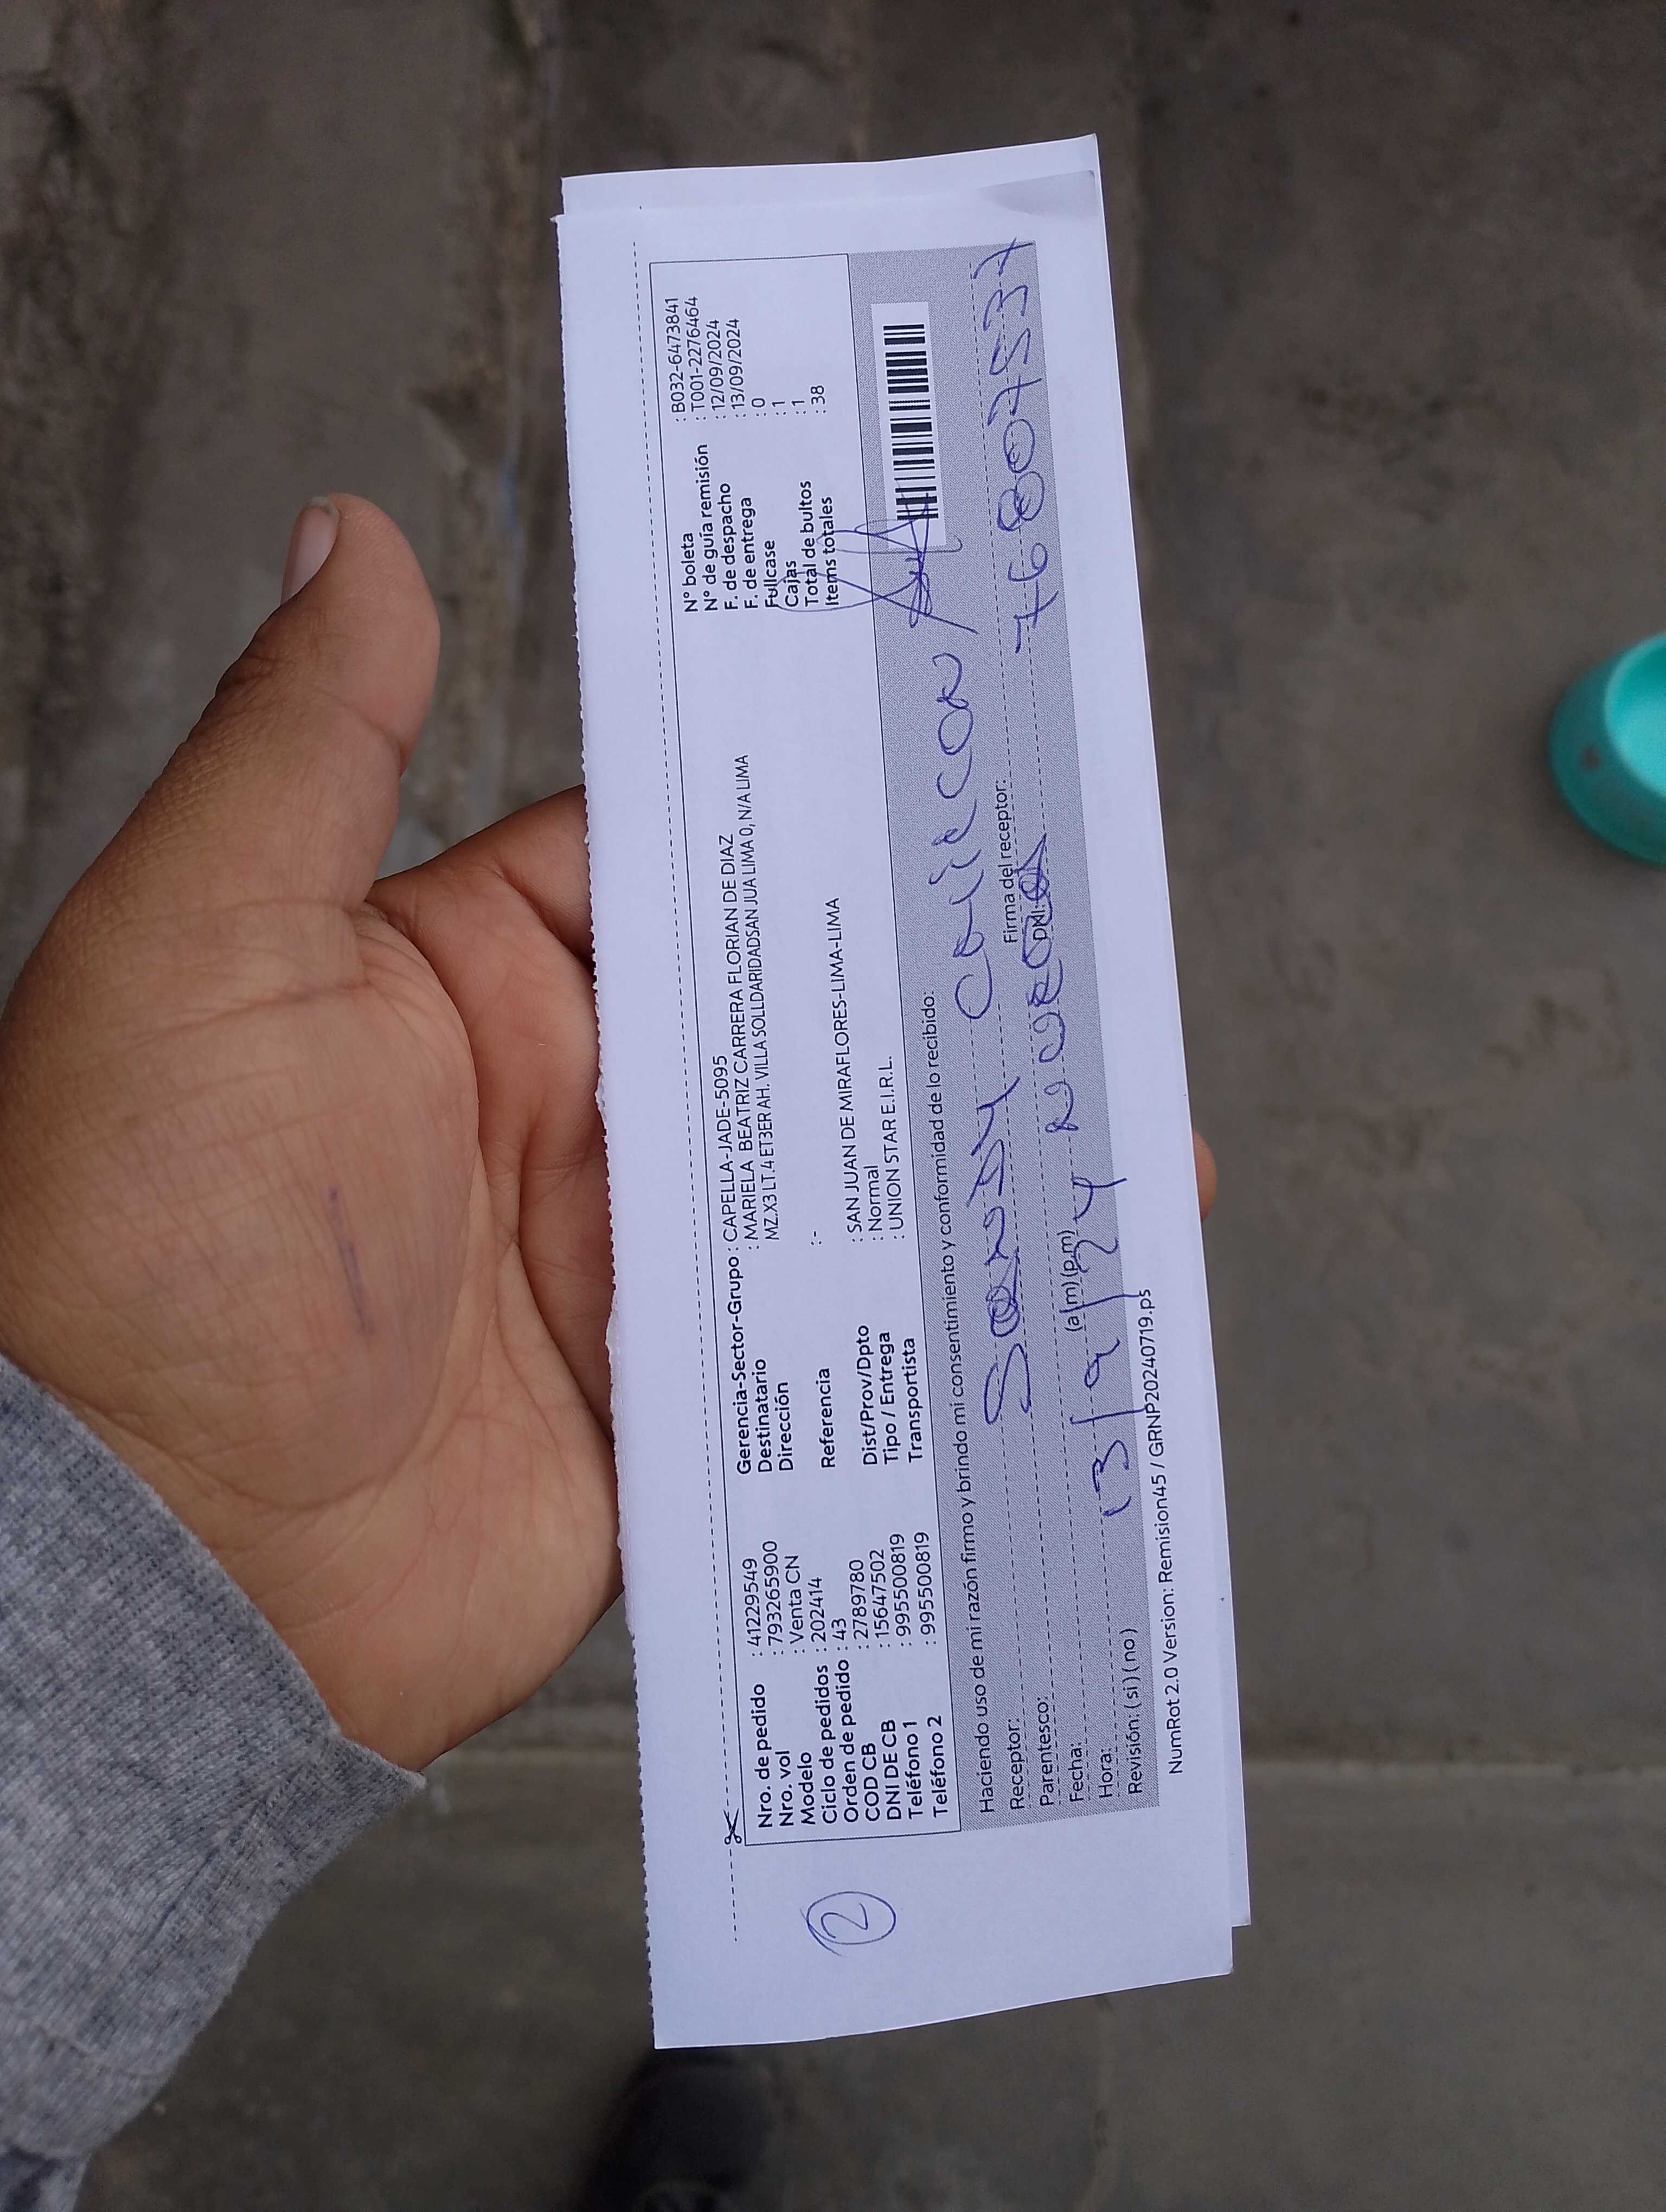 Nro. de pedido : 41229549
Nro. vol : 793265900
Modelo : Venta CN
Ciclo de pedidos : 202414
Orden de pedido : 43
COD CB : 2789780
DNI DE CB : 15647502
Teléfono 1 : 995500819
Teléfono 2 : 995500819
Gerencia-Sector-Grupo : CAPELLA-JADE-5095
Destinatario : MARIELA BEATRIZ CARRERA FLORIAN DE DIAZ
Dirección MZ.X3 LT.4 ET3ER AH. VILLA SOLLDARIDADSAN JUA LIMA 0, N/A LIMA
Referencia :-
Dist/Prov/Dpto : SAN JUAN DE MIRAFLORES-LIMA-LIMA
Tipo / Entrega : Normal
Transportista : UNION STAR E.I.R.L.
N° boleta : B032-6473841
N° de guía remisión : T001-2276464
F. de despacho : 12/09/2024
F. de entrega : 13/09/2024
Fullcase : 0
Cajas : 1
Total de bultos : 1
Items totales : 38
2
Haciendo uso de mi razón firmo y brindo mi consentimiento y conformidad de lo recibido:
Receptor:
Firma del receptor:
Parentesco:
DNI: 76807537
Fecha: (a.m) (p.m)
Hora: 13/9/24
Revisión: ( si ) ( no )
NumRot 2.0 Version: Remision45 / GRNP20240719.ps